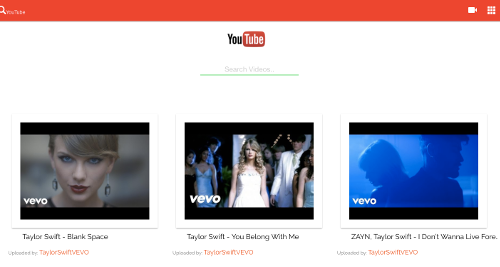 YouTube
YouTube
Search Videos...
vevo
vevo
vevo
Taylor Swift - Blank Space
Taylor Swift - You Belong With Me
ZAYN, Taylor Swift - I Don't Wanna Live Fore.
Uploaded by: TaylorSwiftVEVO
Uploaded by: TaylorSwiftVEVO
Uploaded by: TaylorSwiftVEVO